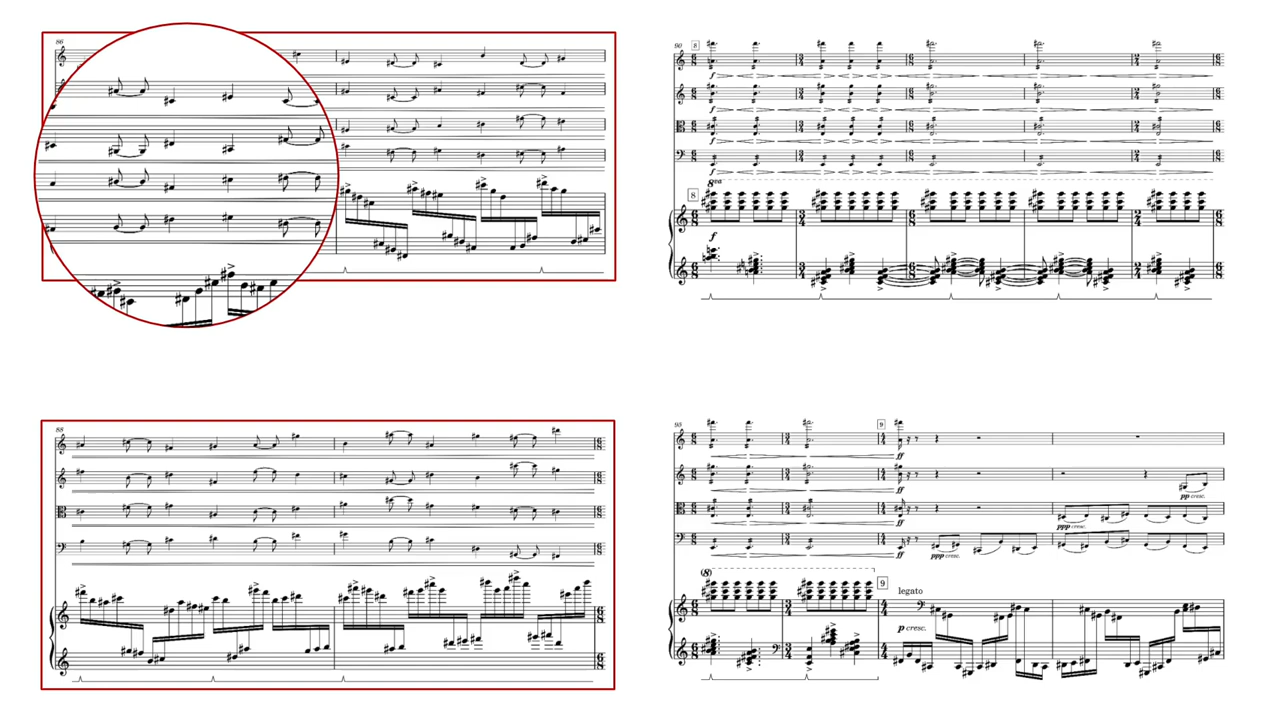 86
90
8
f
f
f
f
8va
8
f
88
93
9
ff
ff
pp cresc.
ff
ppp cresc.
ff
ppp cresc.
(8)
9
legato
p cresc.